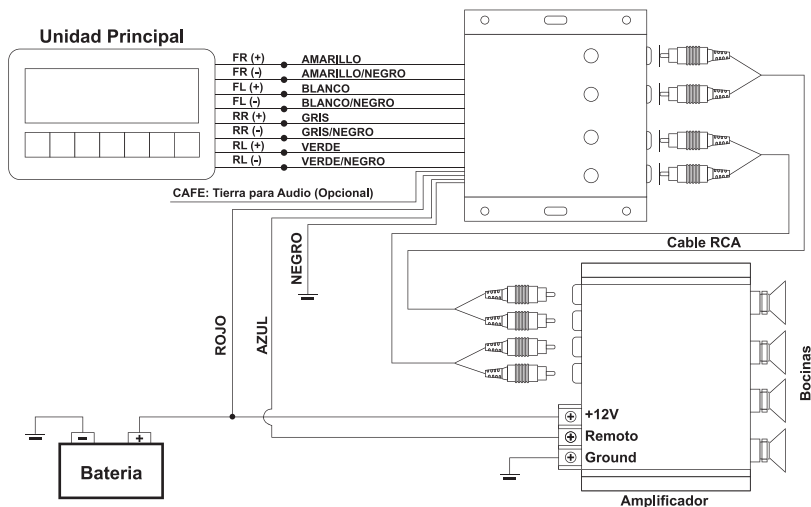 Unidad Principal
FR (+) AMARILLO
FR (-) AMARILLO/NEGRO
FL (+) BLANCO
FL (-) BLANCO/NEGRO
RR (+) GRIS
RR (-) GRIS/NEGRO
RL (+) VERDE
RL (-) VERDE/NEGRO
CAFE: Tierra para Audio (Opcional)
NEGRO
ROJO
AZUL
Cable RCA
Bocinas
+12V
Remoto
Ground
- +
Bateria
Amplificador